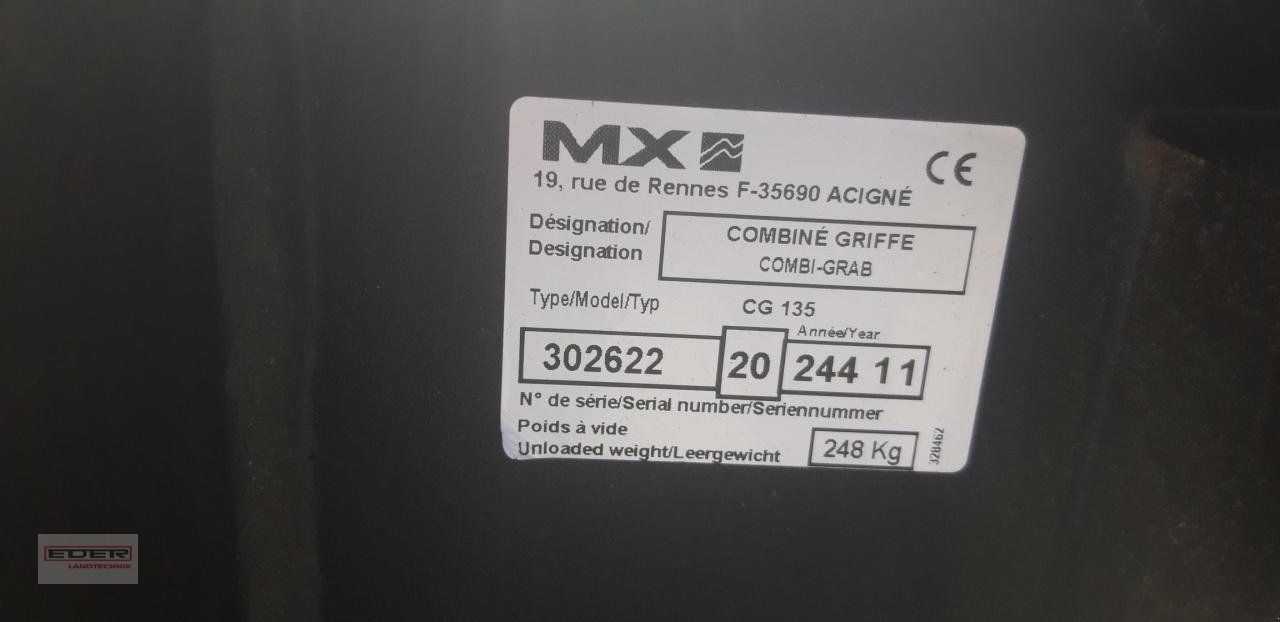 MX
CE
19, rue de Rennes F-35690 ACIGNÉ
Désignation/
Designation
COMBINÉ GRIFFE
COMBI-GRAB
Type/Model/Typ CG 135
Année/Year
302622 20 244 11
N° de série/Serial number/Seriennummer
Poids à vide
Unloaded weight/Leergewicht 248 Kg
328462
EDER
LANDTECHNIK